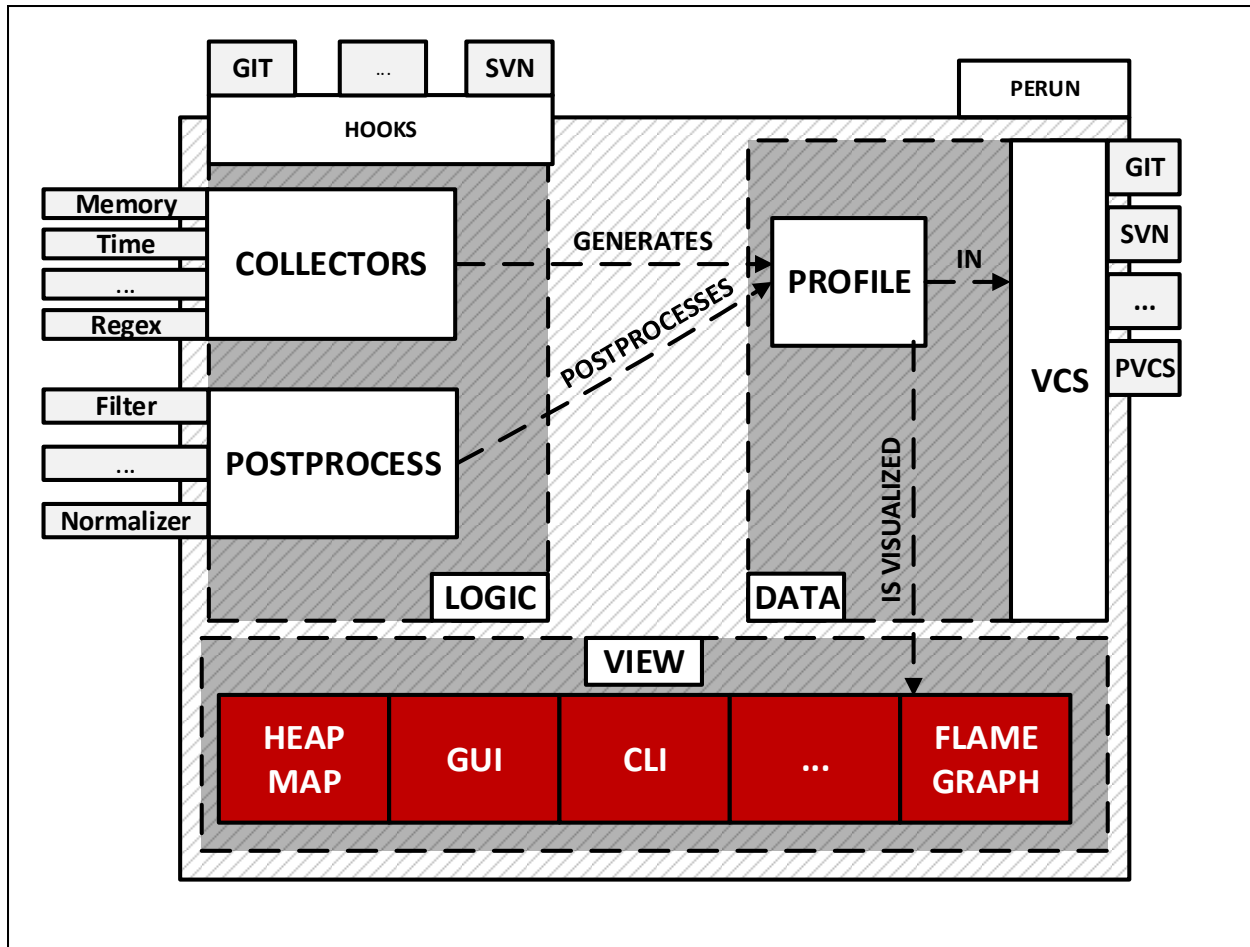 GIT
...
SVN
HOOKS
PERUN
Memory
Time
...
Regex
COLLECTORS
GENERATES
POSTPROCESSES
PROFILE
IN
VCS
GIT
SVN
...
PVCS
Filter
...
Normalizer
POSTPROCESS
IS VISUALIZED
LOGIC
DATA
VIEW
HEAP
MAP
GUI
CLI
...
FLAME
GRAPH